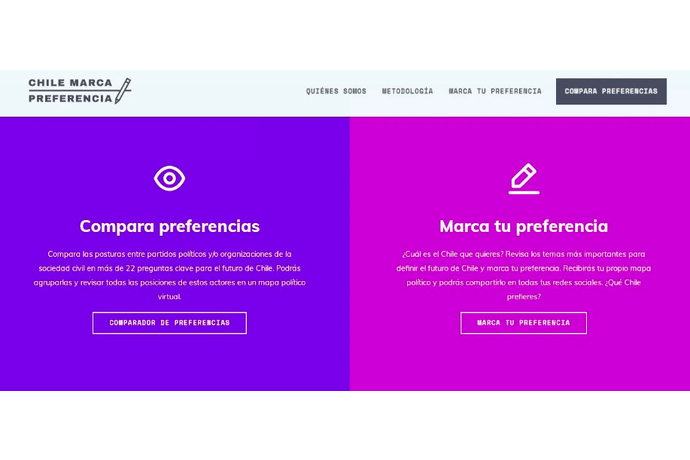 CHILE MARCA
PREFERENCIA
QUIÉNES SOMOS METODOLOGÍA MARCA TU PREFERENCIA COMPARA PREFERENCIAS
Compara preferencias
Compara las posturas entre partidos políticos y/o organizaciones de la
sociedad civil en más de 22 preguntas clave para el futuro de Chile. Podrás
agruparlas y revisar todas las posiciones de estos actores en un mapa político
virtual.
COMPARADOR DE PREFERENCIAS
Marca tu preferencia
¿Cuál es el Chile que quieres? Revisa los temas más importantes para
definir el futuro de Chile y marca tu preferencia. Recibirás tu propio mapa
político y podrás compartirlo en todas tus redes sociales. ¿Qué Chile
prefieres?
MARCA TU PREFERENCIA